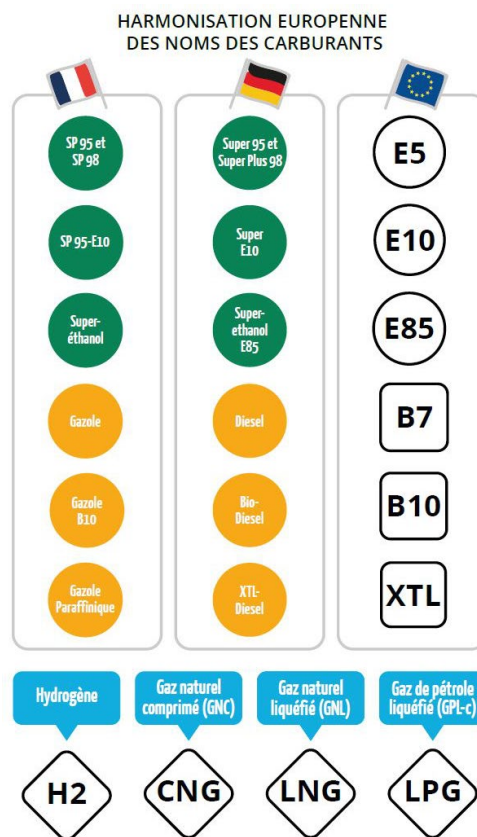 HARMONISATION EUROPENNE
DES NOMS DES CARBURANTS
SP 95 et
SP 98
Super 95 et
Super Plus 98
E5
SP 95-E10
Super
E10
E10
Super-
éthanol
Super-
ethanol
E85
E85
Gazole
Diesel
B7
Gazole
B10
Bio-
Diesel
B10
Gazole
Paraffinique
XTL-
Diesel
XTL
Hydrogène
Gaz naturel
comprimé (GNC)
Gaz naturel
liquéfié (GNL)
Gaz de pétrole
liquéfié (GPL-c)
H2
CNG
LNG
LPG